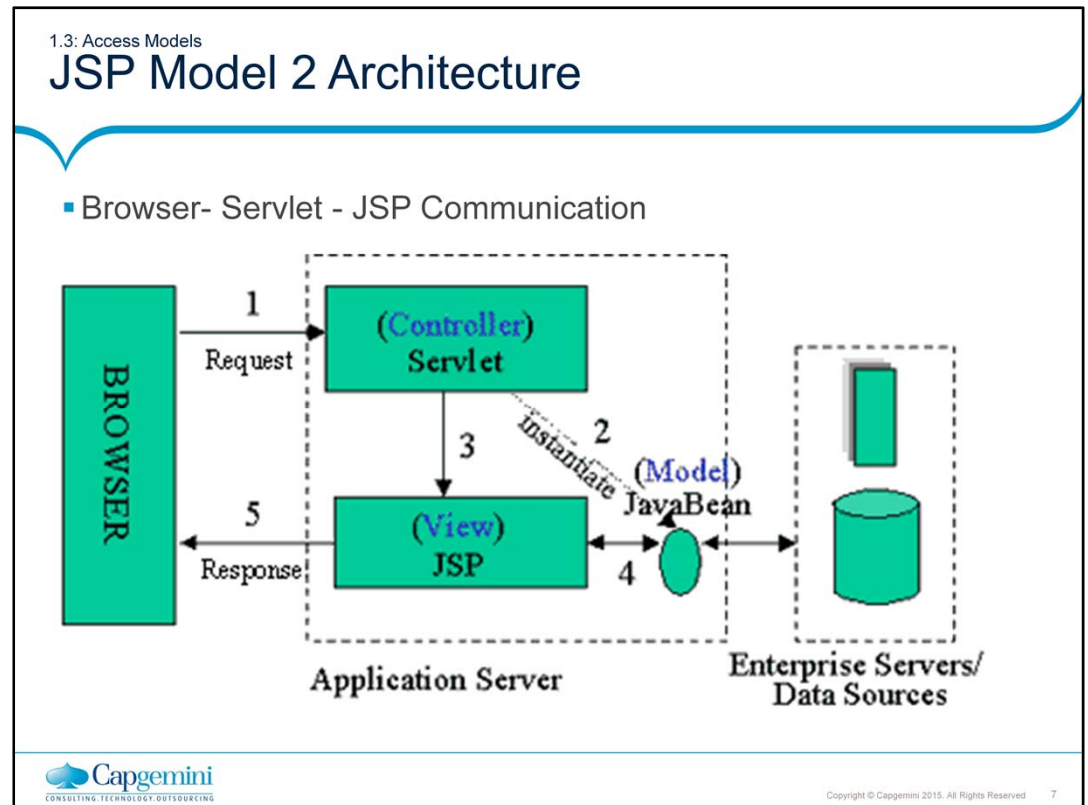 1.3: Access Models
JSP Model 2 Architecture
▪ Browser- Servlet - JSP Communication
BROWSER
1
Request
(Controller)
Servlet
2
instantiate
3
(Model)
JavaBean
5
Response
(View)
JSP
4
Application Server
Enterprise Servers/
Data Sources
Capgemini
CONSULTING.TECHNOLOGY.OUTSOURCING
Copyright © Capgemini 2015. All Rights Reserved 7